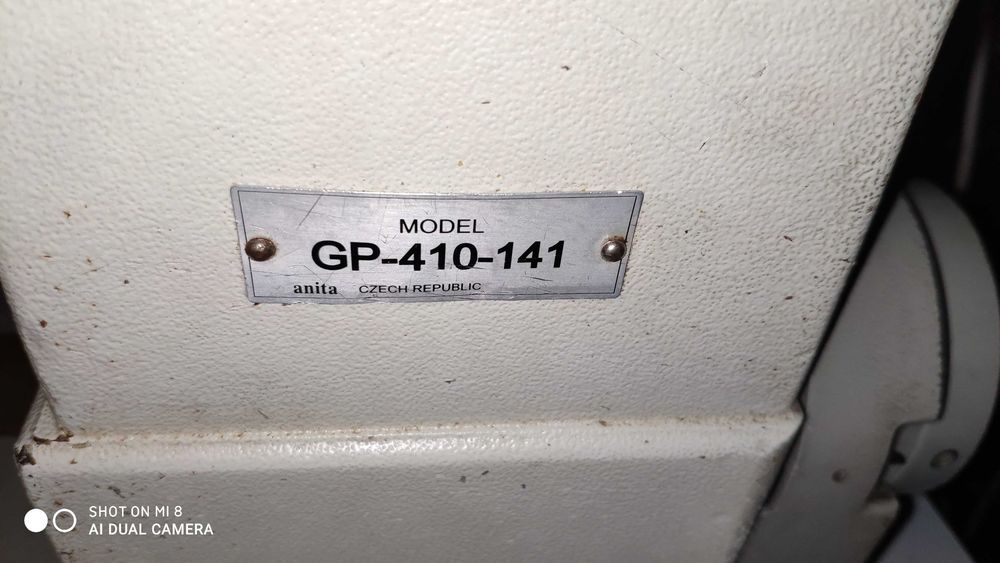 MODEL
GP-410-141
anita CZECH REPUBLIC
SHOT ON MI 8
AI DUAL CAMERA